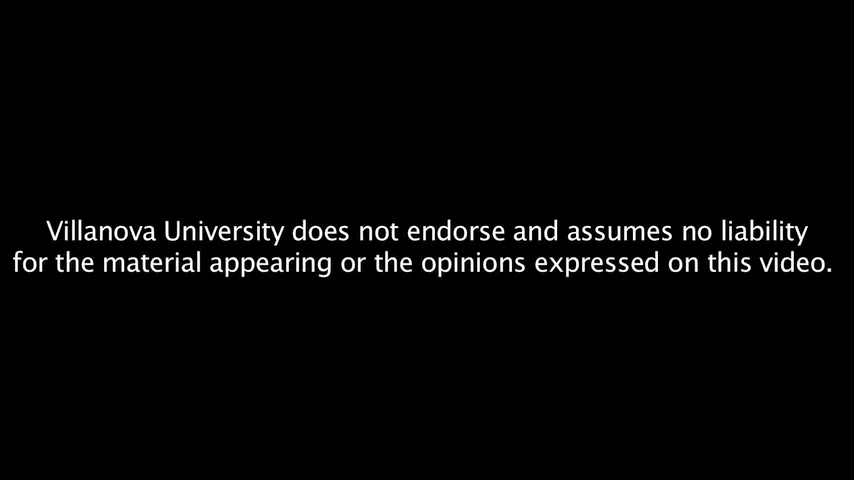 Villanova University does not endorse and assumes no liability
for the material appearing or the opinions expressed on this video.